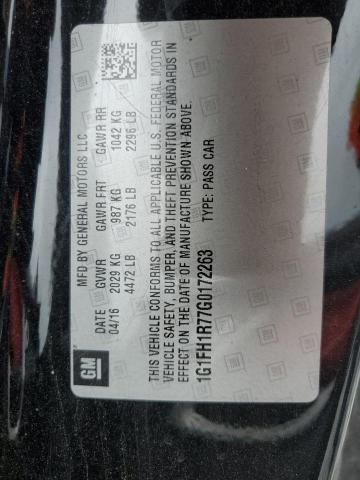 GM
MFD BY GENERAL MOTORS LLC
DATE GVWR GAWR FRT GAWR RR
04/16 2029 KG 987 KG 1042 KG
4472 LB 2176 LB 2296 LB
THIS VEHICLE CONFORMS TO ALL APPLICABLE U.S. FEDERAL MOTOR
VEHICLE SAFETY, BUMPER, AND THEFT PREVENTION STANDARDS IN
EFFECT ON THE DATE OF MANUFACTURE SHOWN ABOVE.
1G1FH1R77G0172263 TYPE: PASS CAR